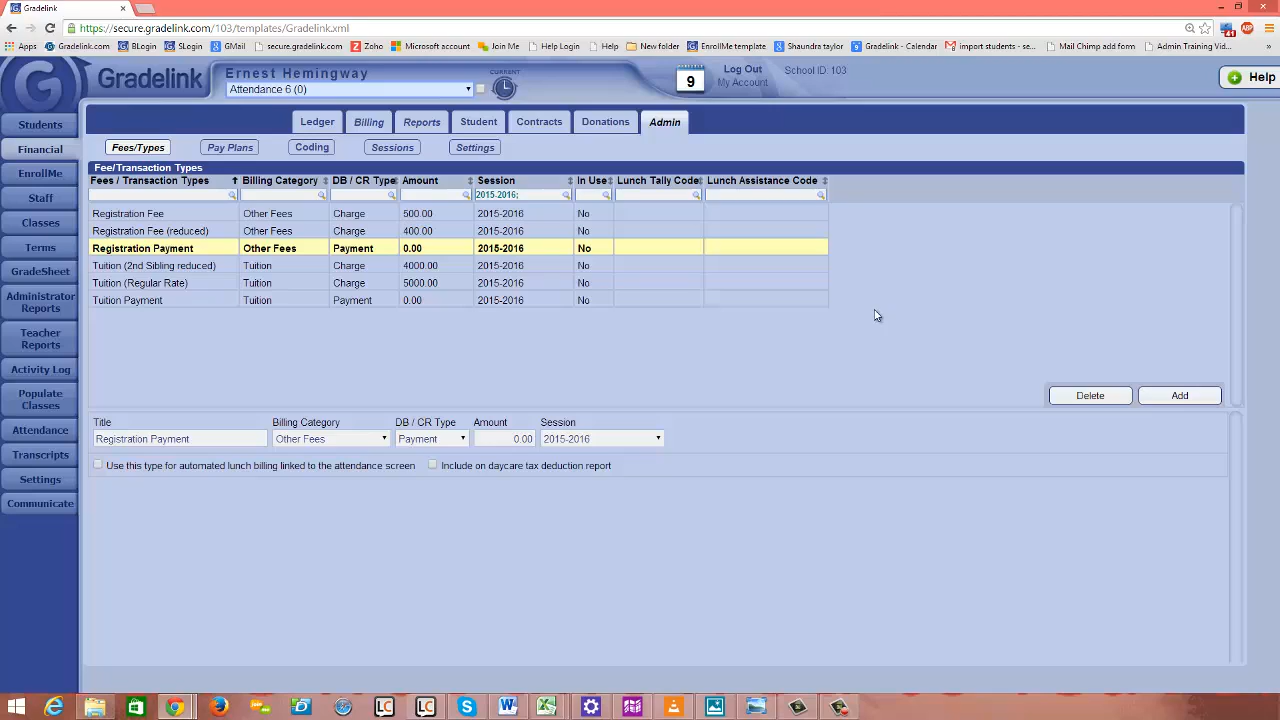 Gradelink
https://secure.gradelink.com/103/templates/Gradelink.xml
Apps Gradelink.com BLogin SLogin GMail secure.gradelink.com Zoho Microsoft account Join Me Help Login Help New folder EnrollMe template Shaundra taylor Gradelink - Calendar import students - se... Mail Chimp add foem Admin Training Vid... »
Gradelink
Ernest Hemingway
Attendance 6 (0)
CURRENT
9
Log Out
My Account
School ID: 103
Help
Students
Financial
EnrollMe
Staff
Classes
Terms
GradeSheet
Administrator
Reports
Teacher
Reports
Activity Log
Populate
Classes
Attendance
Transcripts
Settings
Communicate
Ledger Billing Reports Student Contracts Donations Admin
Fees/Types Pay Plans Coding Sessions Settings
Fee/Transaction Types
Fees / Transaction Types Billing Category DB / CR Type Amount Session In Use Lunch Tally Code Lunch Assistance Code
2015-2016;
Registration Fee Other Fees Charge 500.00 2015-2016 No
Registration Fee (reduced) Other Fees Charge 400.00 2015-2016 No
Registration Payment Other Fees Payment 0.00 2015-2016 No
Tuition (2nd Sibling reduced) Tuition Charge 4000.00 2015-2016 No
Tuition (Regular Rate) Tuition Charge 5000.00 2015-2016 No
Tuition Payment Tuition Payment 0.00 2015-2016 No
Delete Add
Title Billing Category DB / CR Type Amount Session
Registration Payment Other Fees Payment 0.00 2015-2016
Use this type for automated lunch billing linked to the attendance screen Include on daycare tax deduction report